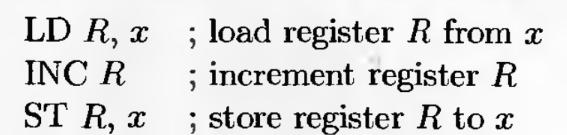 LD R, x ; load register R from x
INC R ; increment register R
ST R, x ; store register R to x